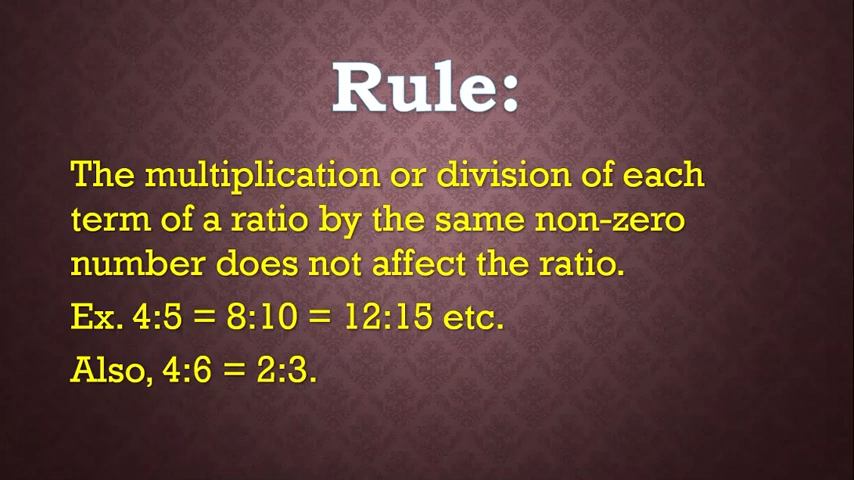 Rule:
The multiplication or division of each
term of a ratio by the same non-zero
number does not affect the ratio.
Ex. 4:5 = 8:10 = 12:15 etc.
Also, 4:6 = 2:3.